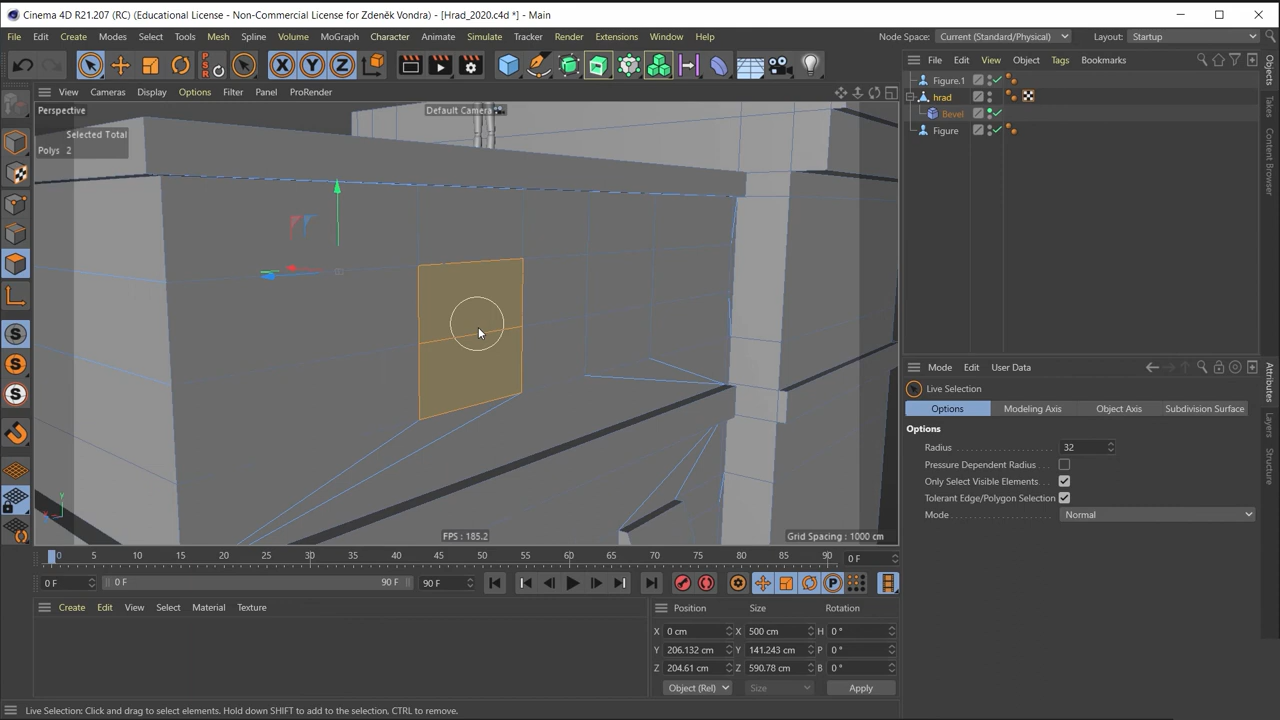 Cinema 4D R21.207 (RC) (Educational License - Non-Commercial License for Zdeněk Vondra) - [Hrad_2020.c4d *] - Main
File Edit Create Modes Select Tools Mesh Spline Volume MoGraph Character Animate Simulate Tracker Render Extensions Window Help Node Space: Current (Standard/Physical) Layout: Startup
File Edit View Object Tags Bookmarks
View Cameras Display Options Filter Panel ProRender
Perspective
Default Camera
Selected Total
Polys 2
Figure.1
hrad
Bevel
Figure
Objects
Takes
Content Browser
Mode Edit User Data
Live Selection
Options Modeling Axis Object Axis Subdivision Surface
Options
Radius 32
Pressure Dependent Radius
Only Select Visible Elements
Tolerant Edge/Polygon Selection
Mode Normal
Attributes
Layers
Structure
FPS : 185.2
Grid Spacing : 1000 cm
0 5 10 15 20 25 30 35 40 45 50 55 60 65 70 75 80 85 90 0 F
0 F 0 F 90 F 90 F
Create Edit View Select Material Texture
Position Size Rotation
X 0 cm X 500 cm H 0 °
Y 206.132 cm Y 141.243 cm P 0 °
Z 204.61 cm Z 590.78 cm B 0 °
Object (Rel) Size Apply
Live Selection: Click and drag to select elements. Hold down SHIFT to add to the selection, CTRL to remove.